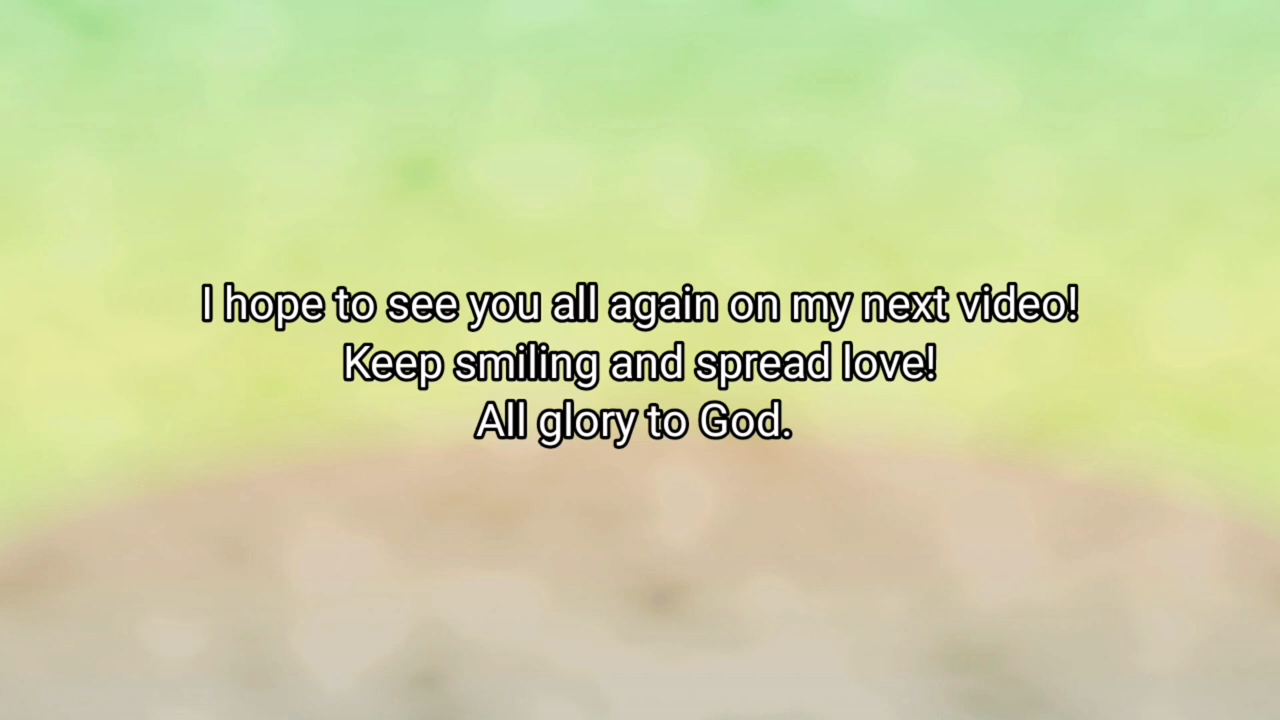 I hope to see you all again on my next video!
Keep smiling and spread love!
All glory to God.